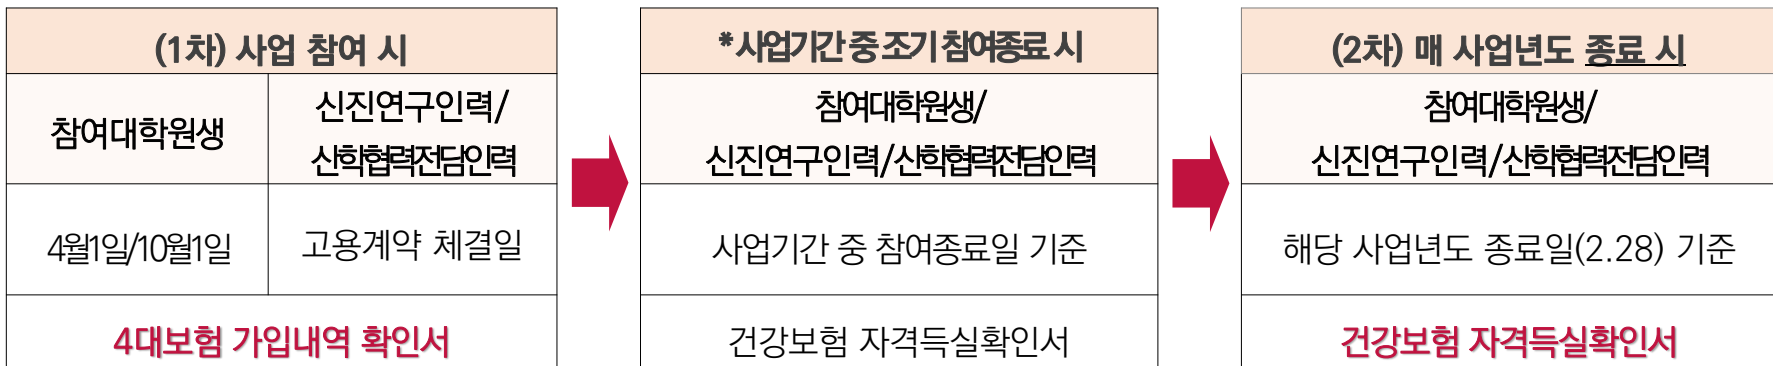 (1차) 사업 참여 시
참여대학원생
신진연구인력/
산학협력전담인력
4월1일/10월1일
고용계약 체결일
4대보험 가입내역 확인서
*사업기간 중 조기 참여종료 시
참여대학원생/
신진연구인력/산학협력전담인력
사업기간 중 참여종료일 기준
건강보험 자격득실확인서
(2차) 매 사업년도 종료 시
참여대학원생/
신진연구인력/산학협력전담인력
해당 사업년도 종료일(2.28) 기준
건강보험 자격득실확인서